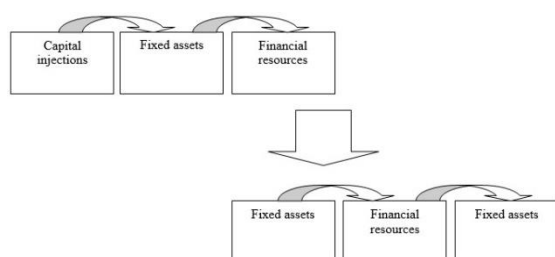 Capital
injections
Fixed assets
Financial
resources
Fixed assets
Financial
resources
Fixed assets